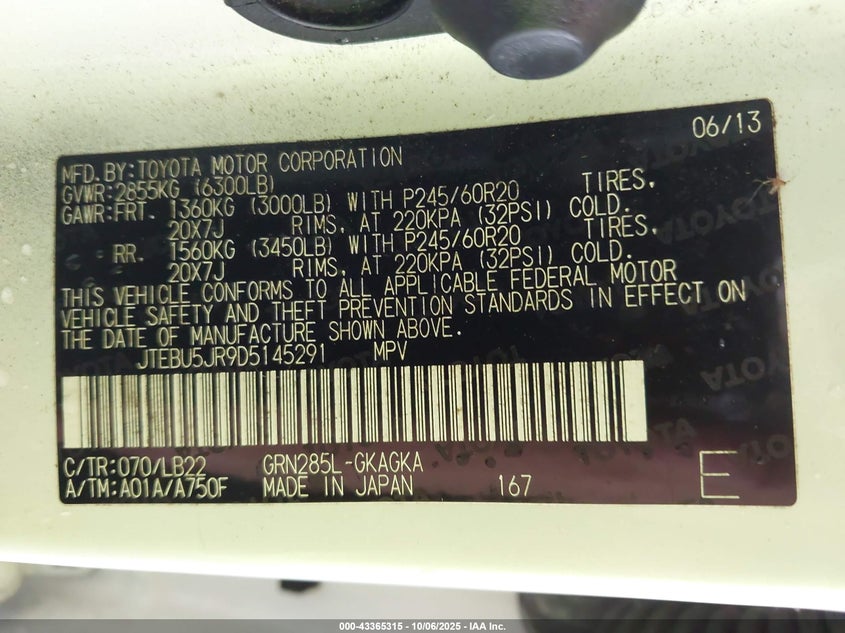 06/13
MFD.BY:TOYOTA MOTOR CORPORATION
GVWR:2855KG (6300LB)
GAWR:FRT. 1360KG (3000LB) WITH P245/60R20 TIRES,
20X7J RIMS, AT 220KPA (32PSI) COLD.
RR. 1560KG (3450LB) WITH P245/60R20 TIRES,
20X7J RIMS, AT 220KPA (32PSI) COLD.
THIS VEHICLE CONFORMS TO ALL APPLICABLE FEDERAL MOTOR
VEHICLE SAFETY AND THEFT PREVENTION STANDARDS IN EFFECT ON
THE DATE OF MANUFACTURE SHOWN ABOVE.
JTEBU5JR9D5145291 MPV
C/TR:070/LB22 GRN285L-GKAGKA
A/TM:A01A/A750F MADE IN JAPAN 167 E
000-43365315 - 10/06/2025 - IAA Inc.